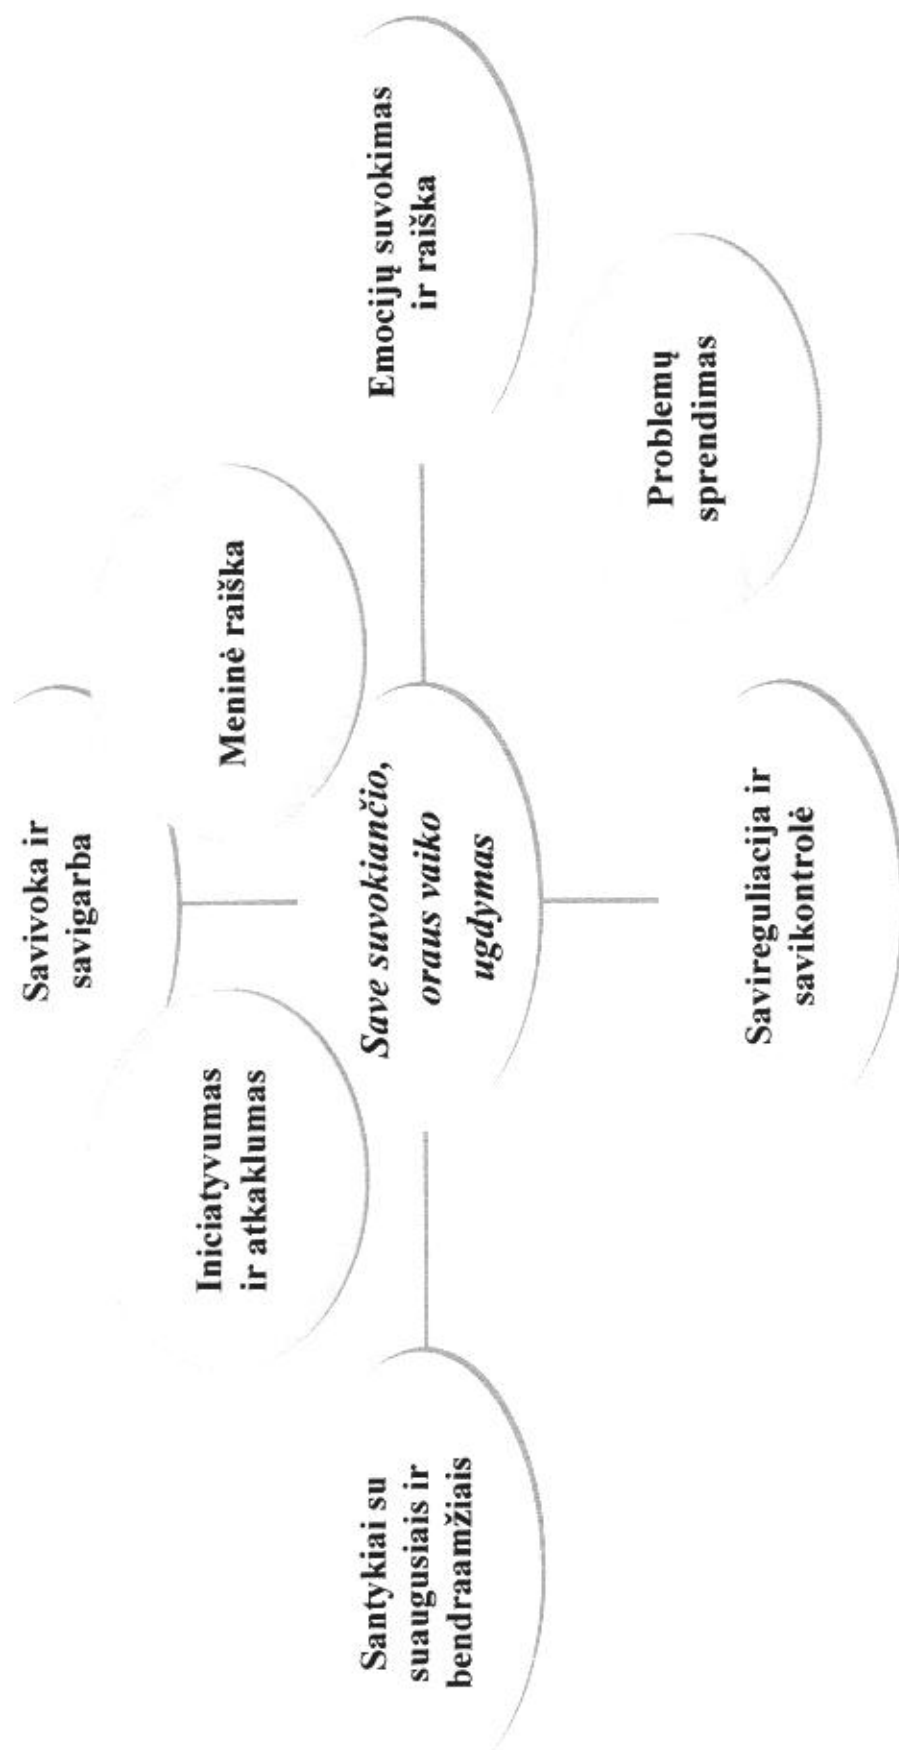 Savivoka ir
savigarba
Iniciatyvumas
ir atkaklumas
Meninė raiška
Santykiai su
suaugusiais ir
bendraamžiais
Save suvokiančio,
oraus vaiko
ugdymas
Emocijų suvokimas
ir raiška
Problemų
sprendimas
Savireguliacija ir
savikontrolė